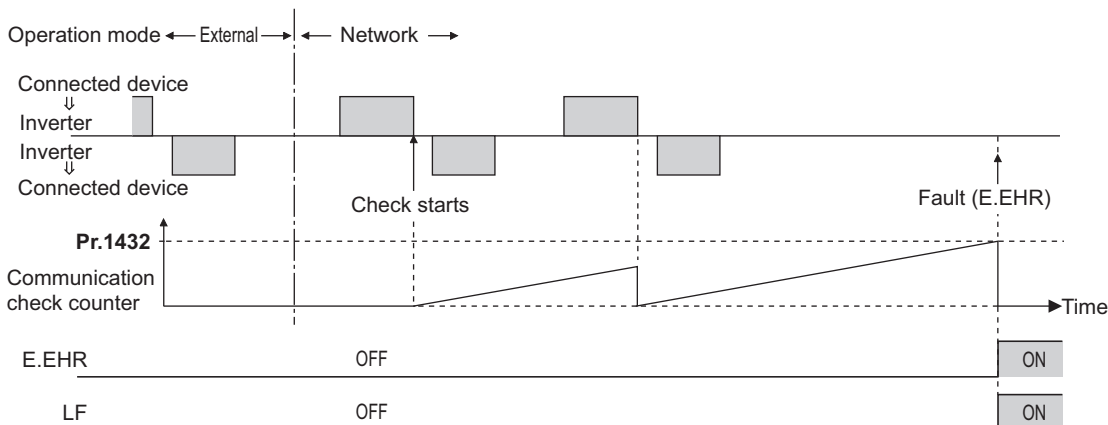 Operation mode External Network
Connected device
⇓
Inverter
Inverter
⇓
Connected device
Check starts
Fault (E.EHR)
Pr.1432
Communication
check counter
Time
E.EHR OFF ON
LF OFF ON